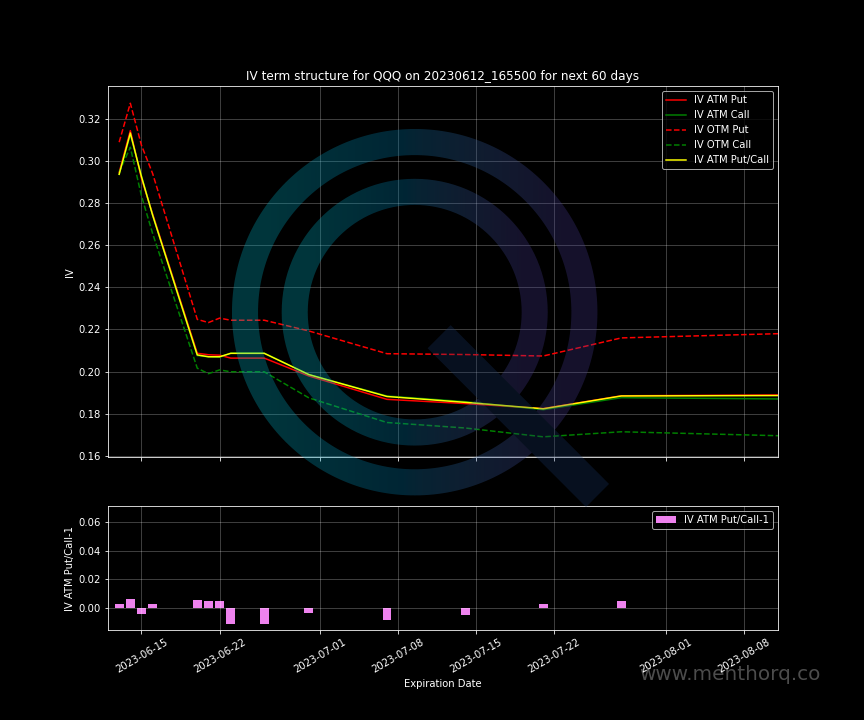 IV term structure for QQQ on 20230612_165500 for next 60 days
IV ATM Put
IV ATM Call
IV OTM Put
IV OTM Call
IV ATM Put/Call
0.32
0.30
0.28
0.26
0.24
0.22
0.20
0.18
0.16
IV
IV ATM Put/Call-1
0.06
0.04
0.02
0.00
IV ATM Put/Call-1
2023-06-15
2023-06-22
2023-07-01
2023-07-08
2023-07-15
2023-07-22
2023-08-01
2023-08-08
Expiration Date
www.menthorq.co